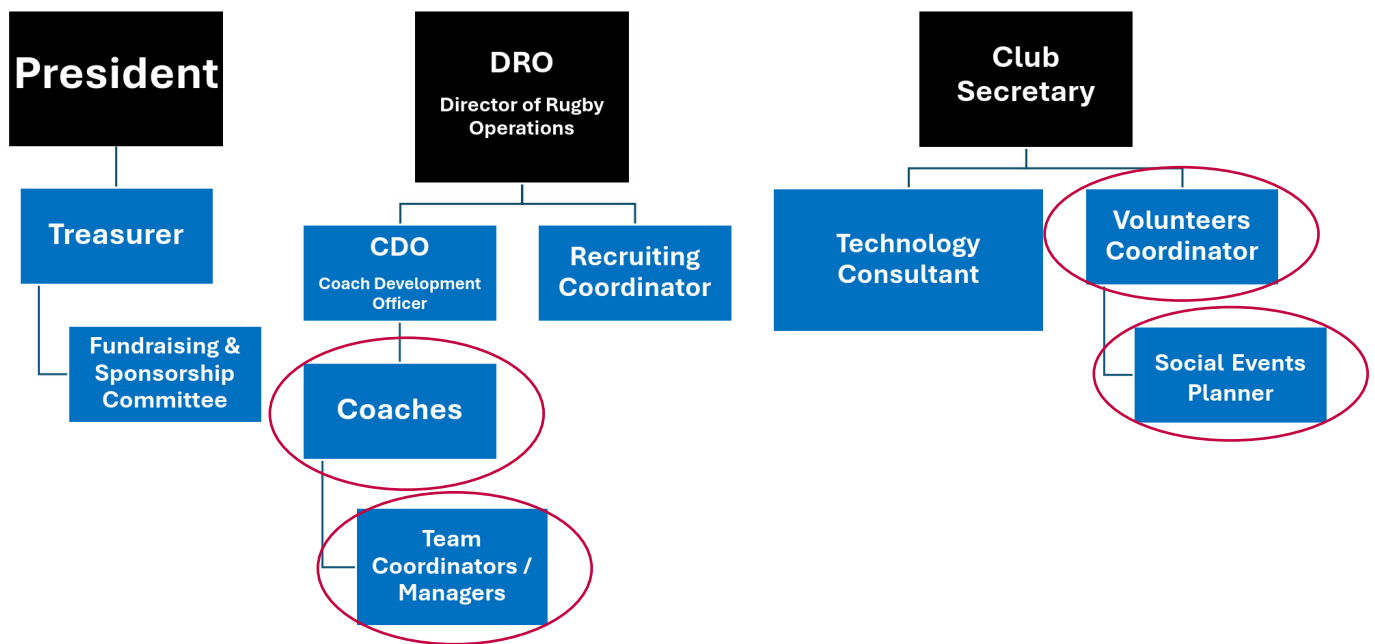 President
Treasurer
Fundraising &
Sponsorship
Committee
DRO
Director of Rugby
Operations
CDO
Coach Development
Officer
Recruiting
Coordinator
Coaches
Team
Coordinators /
Managers
Club
Secretary
Technology
Consultant
Volunteers
Coordinator
Social Events
Planner